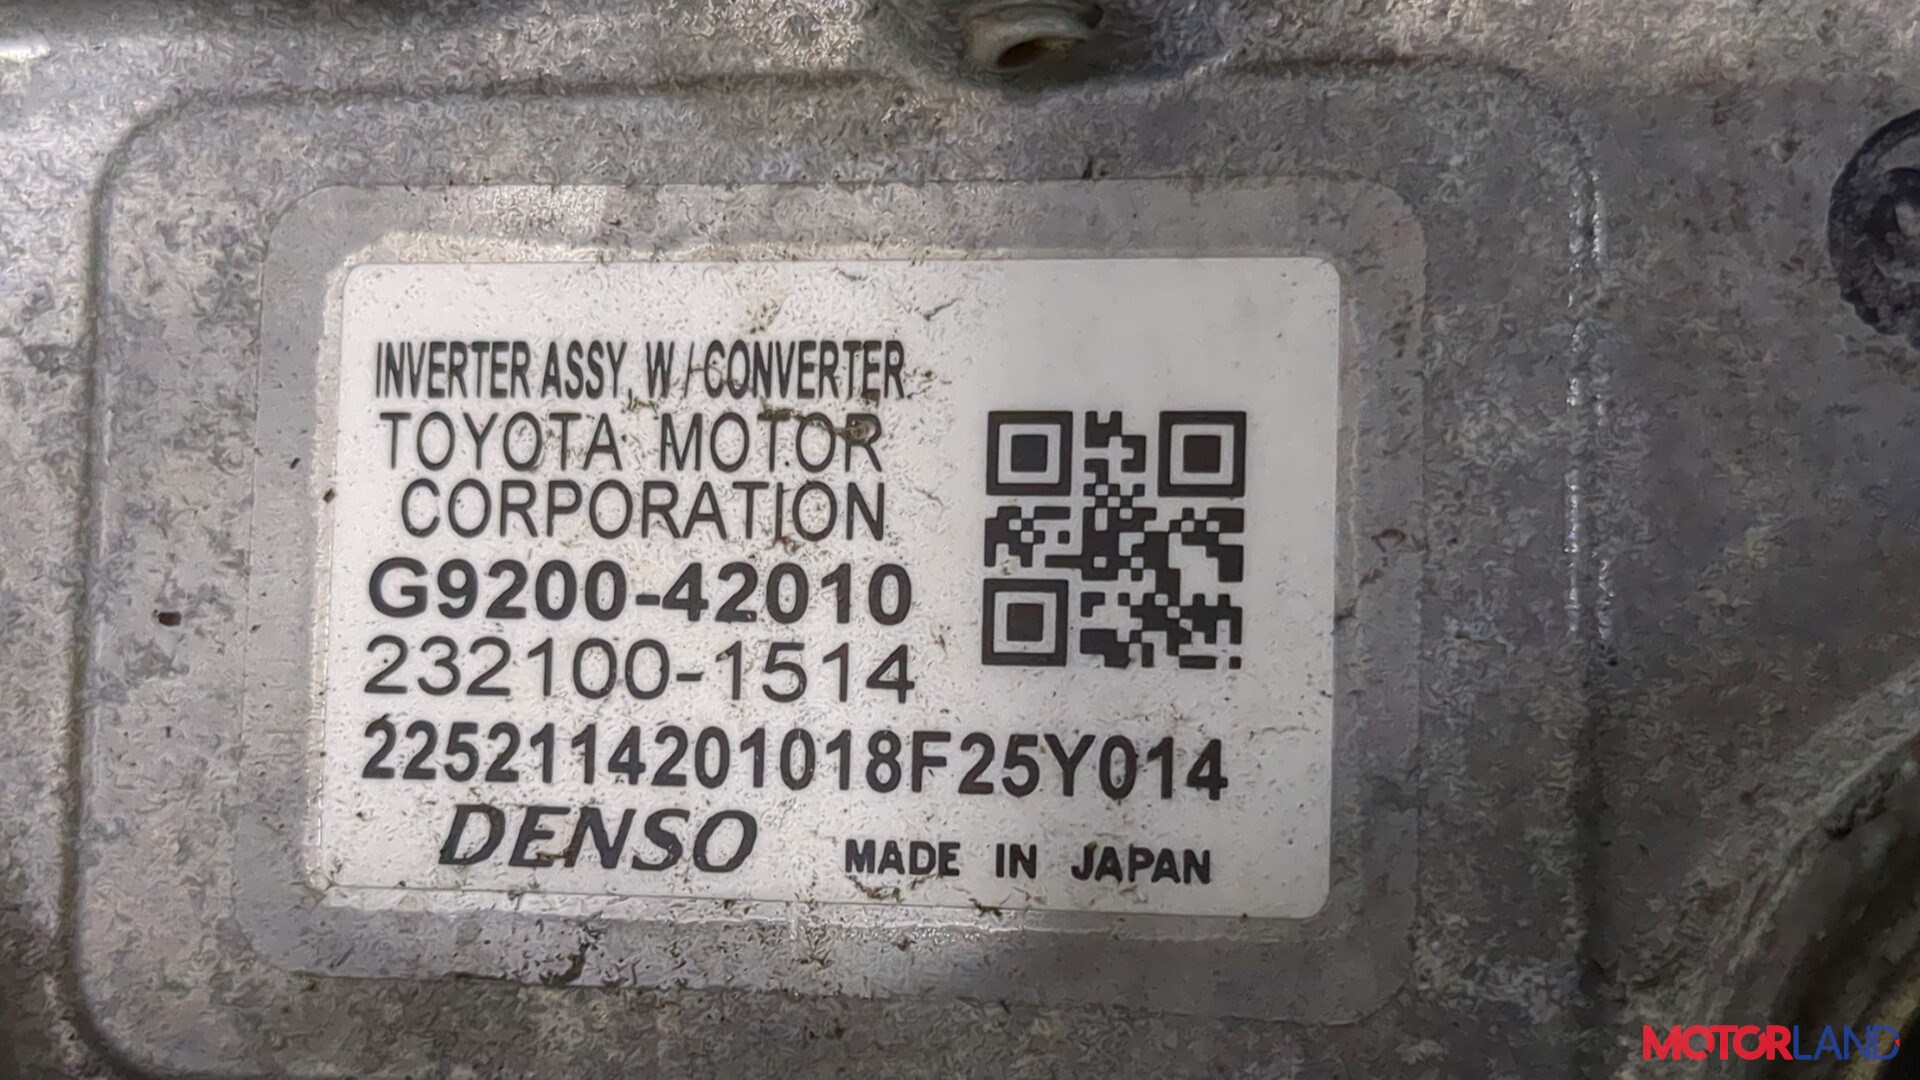 INVERTER ASSY, W/CONVERTER
TOYOTA MOTOR
CORPORATION
G9200-42010
232100-1514
2252114201018F25Y014
DENSO MADE IN JAPAN
MOTORLAND